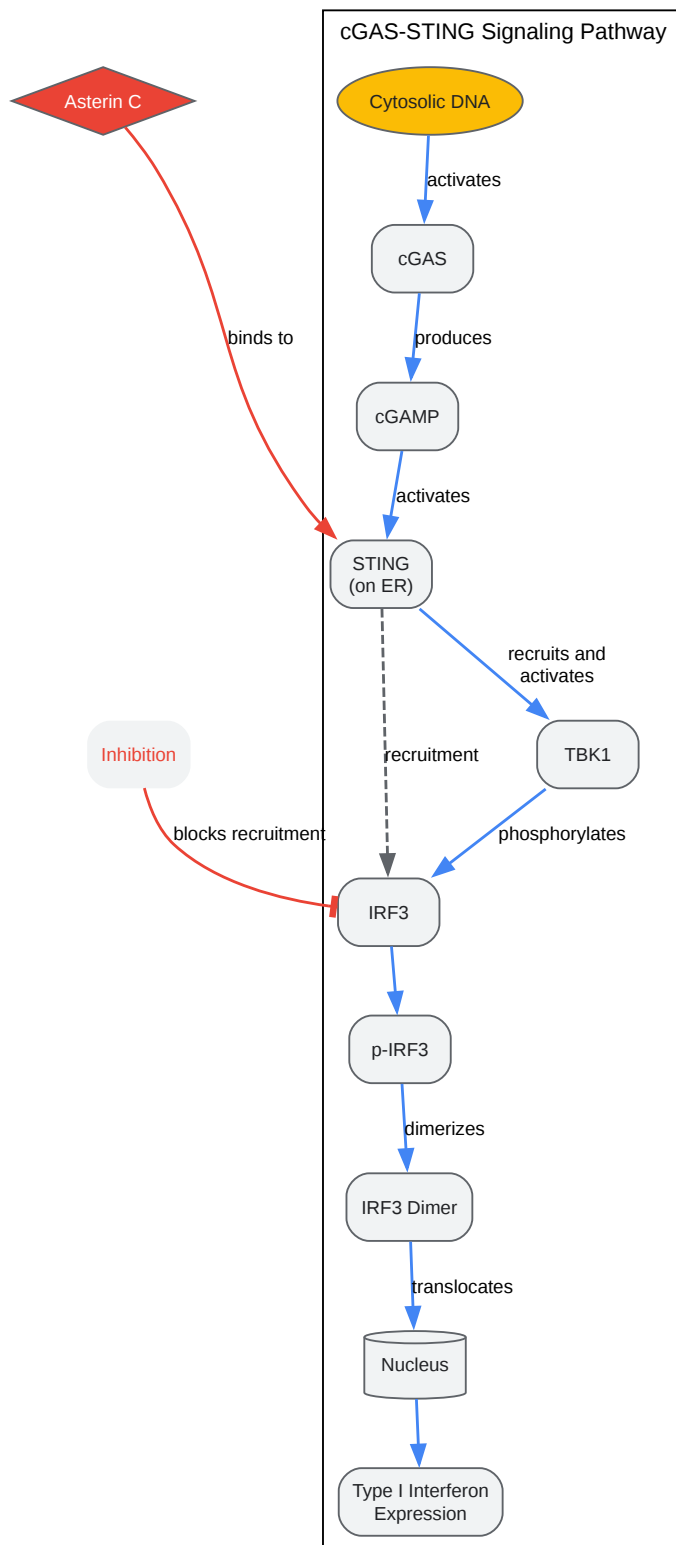 cGAS-STING Signaling Pathway
Asterin C
Cytosolic DNA
activates
cGAS
binds to
produces
cGAMP
activates
STING
(on ER)
recruits and
activates
Inhibition
recruitment
TBK1
blocks recruitment
phosphorylates
IRF3
p-IRF3
dimerizes
IRF3 Dimer
translocates
Nucleus
Type I Interferon
Expression